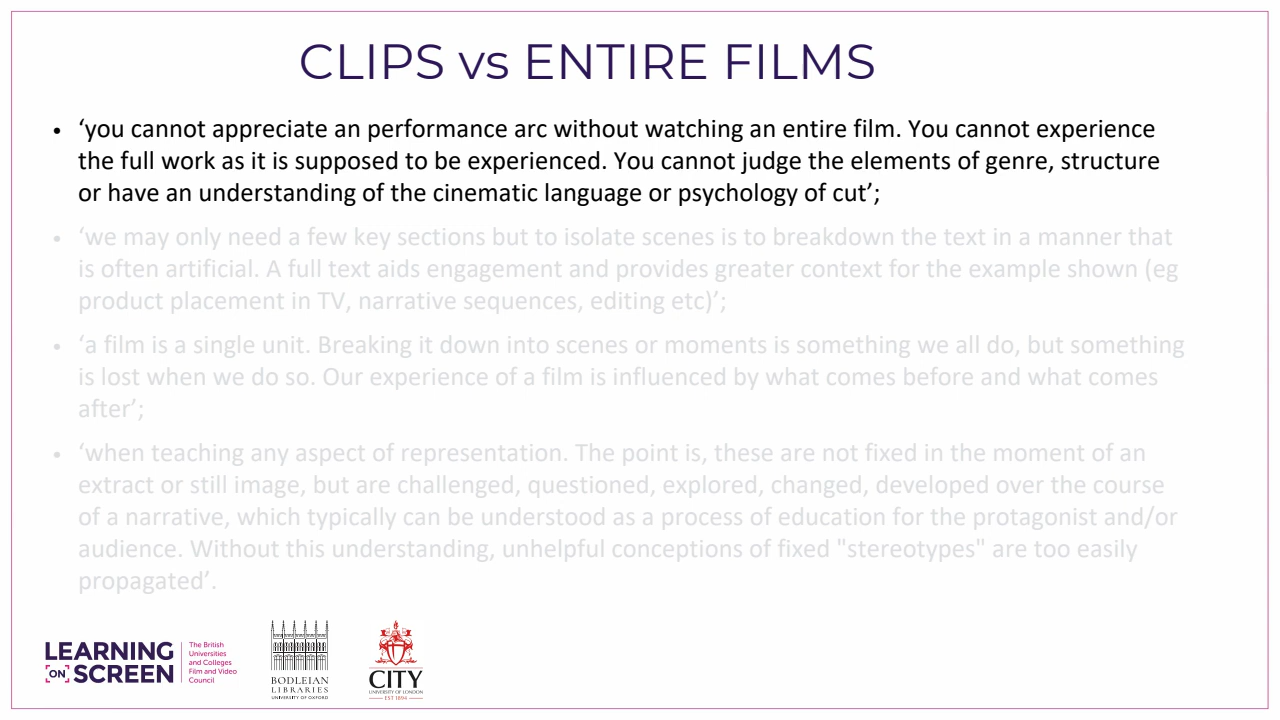 CLIPS vs ENTIRE FILMS
• ‘you cannot appreciate an performance arc without watching an entire film. You cannot experience
the full work as it is supposed to be experienced. You cannot judge the elements of genre, structure
or have an understanding of the cinematic language or psychology of cut’;
• ‘we may only need a few key sections but to isolate scenes is to breakdown the text in a manner that
is often artificial. A full text aids engagement and provides greater context for the example shown (eg
product placement in TV, narrative sequences, editing etc)’;
• ‘a film is a single unit. Breaking it down into scenes or moments is something we all do, but something
is lost when we do so. Our experience of a film is influenced by what comes before and what comes
after’;
• ‘when teaching any aspect of representation. The point is, these are not fixed in the moment of an
extract or still image, but are challenged, questioned, explored, changed, developed over the course
of a narrative, which typically can be understood as a process of education for the protagonist and/or
audience. Without this understanding, unhelpful conceptions of fixed "stereotypes" are too easily
propagated’.
LEARNING
ON SCREEN
The British
Universities
and Colleges
Film and Video
Council
BODLEIAN
LIBRARIES
UNIVERSITY OF OXFORD
CITY
UNIVERSITY OF LONDON
EST 1894